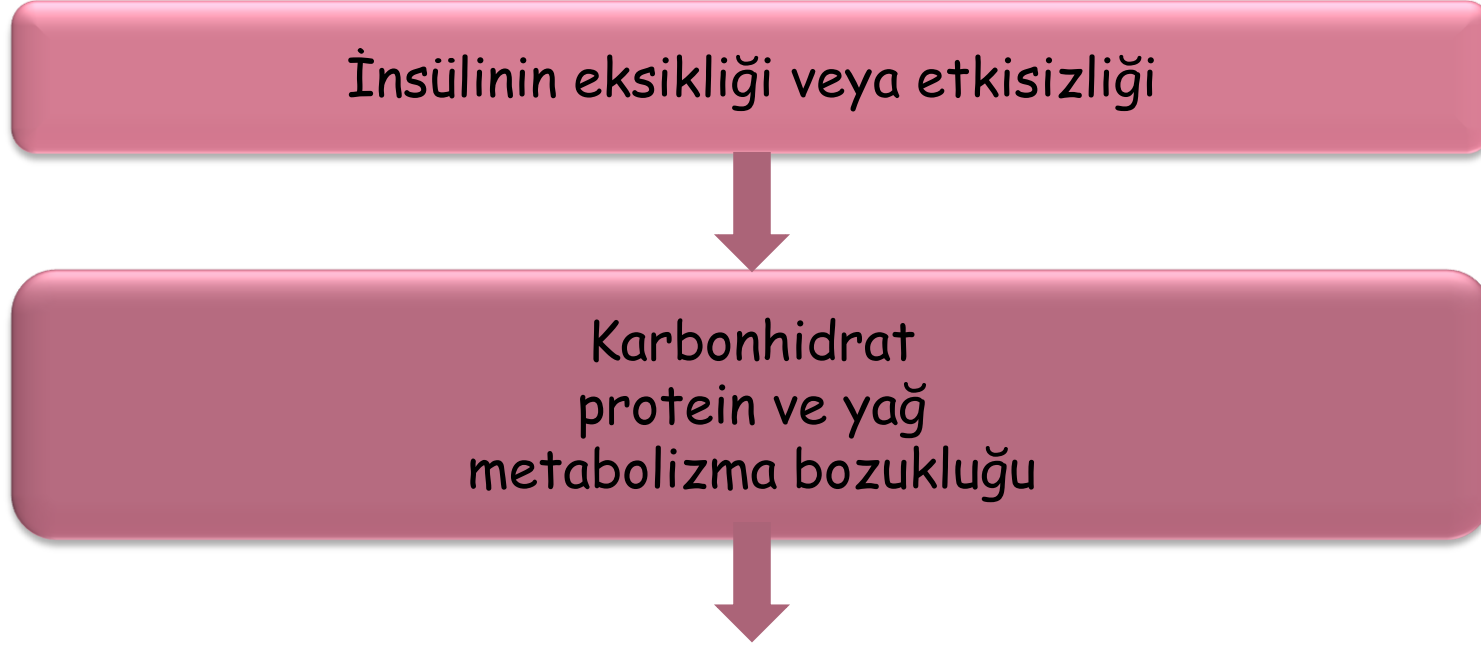 İnsülinin eksikliği veya etkisizliği
Karbonhidrat
protein ve yağ
metabolizma bozukluğu